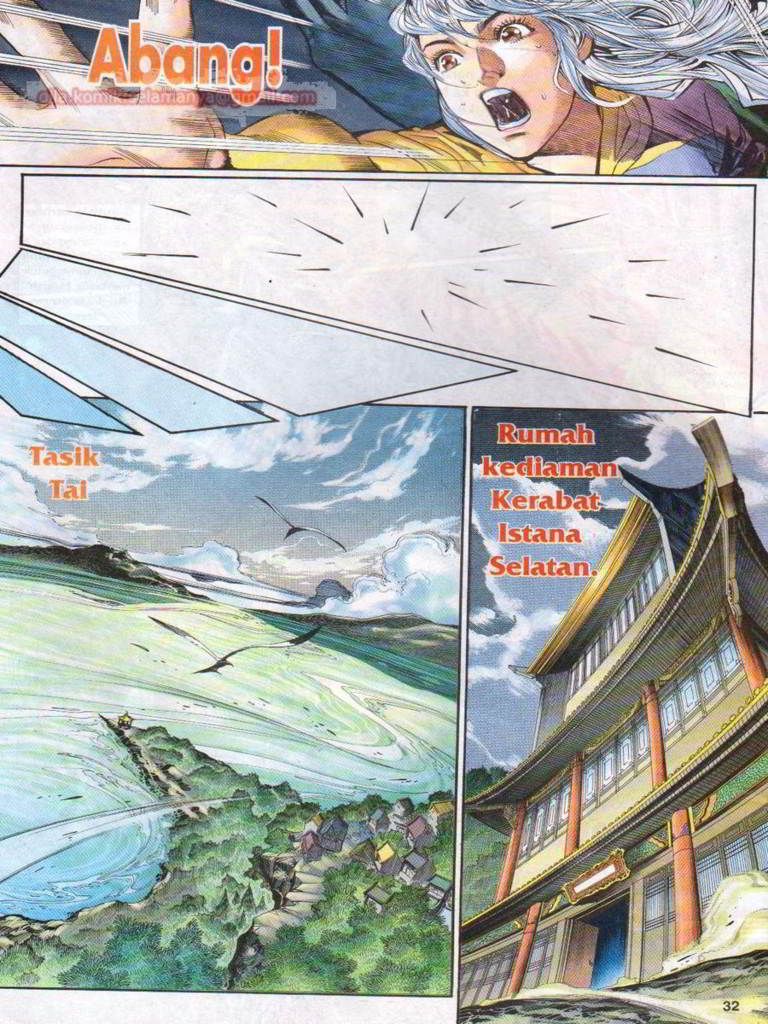 Abang!
Tasik
Tai
Rumah
kediaman
Kerabat
Istana
Selatan.
32